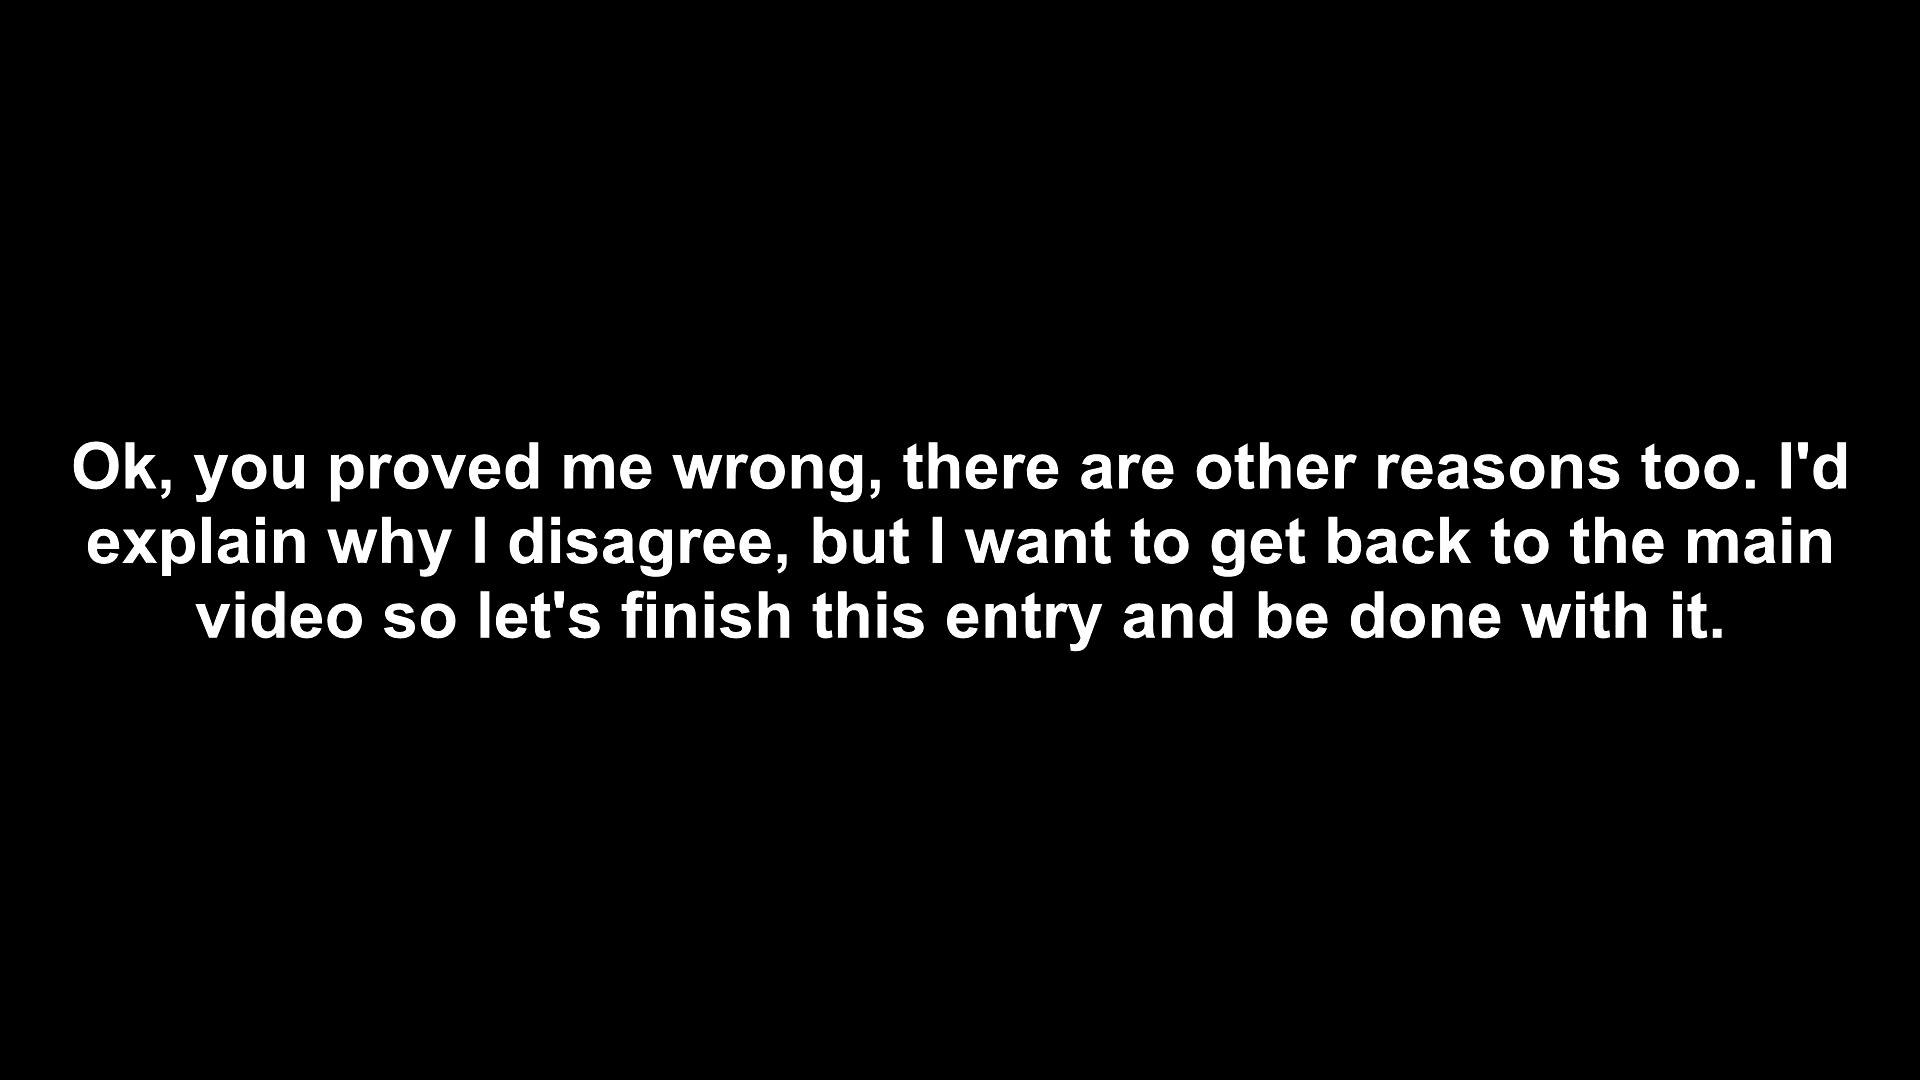 Ok, you proved me wrong, there are other reasons too. I'd
explain why I disagree, but I want to get back to the main
video so let's finish this entry and be done with it.